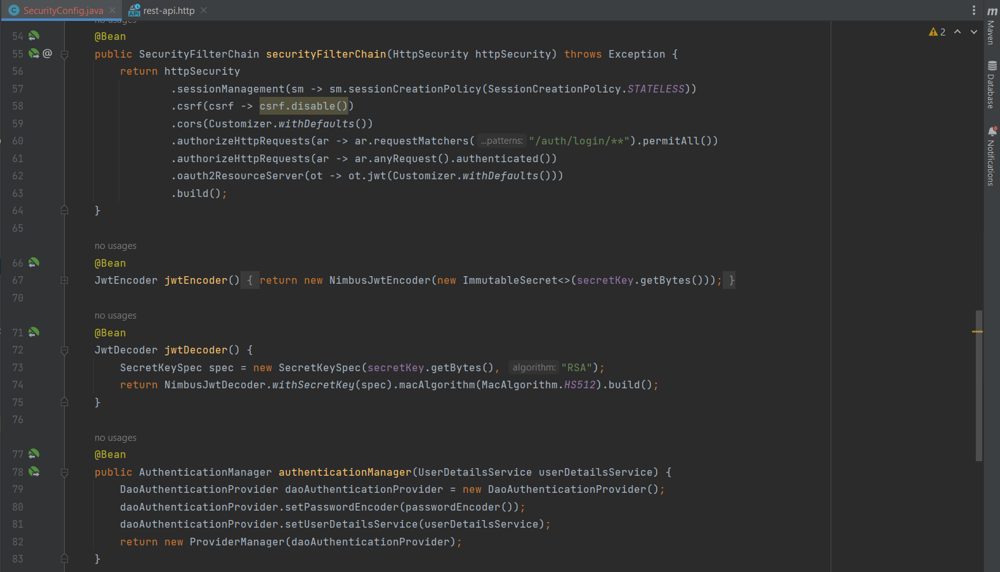 SecurityConfig.java
rest-api.http
no usages
54 @Bean
55 @ public SecurityFilterChain securityFilterChain(HttpSecurity httpSecurity) throws Exception {
56 return httpSecurity
57 .sessionManagement(sm -> sm.sessionCreationPolicy(SessionCreationPolicy.STATELESS))
58 .csrf(csrf -> csrf.disable())
59 .cors(Customizer.withDefaults())
60 .authorizeHttpRequests(ar -> ar.requestMatchers( ...patterns: "/auth/login/**").permitAll())
61 .authorizeHttpRequests(ar -> ar.anyRequest().authenticated())
62 .oauth2ResourceServer(ot -> ot.jwt(Customizer.withDefaults()))
63 .build();
64 }
65
no usages
66 @Bean
67 JwtEncoder jwtEncoder() { return new NimbusJwtEncoder(new ImmutableSecret<>(secretKey.getBytes())); }
70
no usages
71 @Bean
72 JwtDecoder jwtDecoder() {
73 SecretKeySpec spec = new SecretKeySpec(secretKey.getBytes(), algorithm: "RSA");
74 return NimbusJwtDecoder.withSecretKey(spec).macAlgorithm(MacAlgorithm.HS512).build();
75 }
76
no usages
77 @Bean
78 public AuthenticationManager authenticationManager(UserDetailsService userDetailsService) {
79 DaoAuthenticationProvider daoAuthenticationProvider = new DaoAuthenticationProvider();
80 daoAuthenticationProvider.setPasswordEncoder(passwordEncoder());
81 daoAuthenticationProvider.setUserDetailsService(userDetailsService);
82 return new ProviderManager(daoAuthenticationProvider);
83 }
2
m
Maven
Database
Notifications